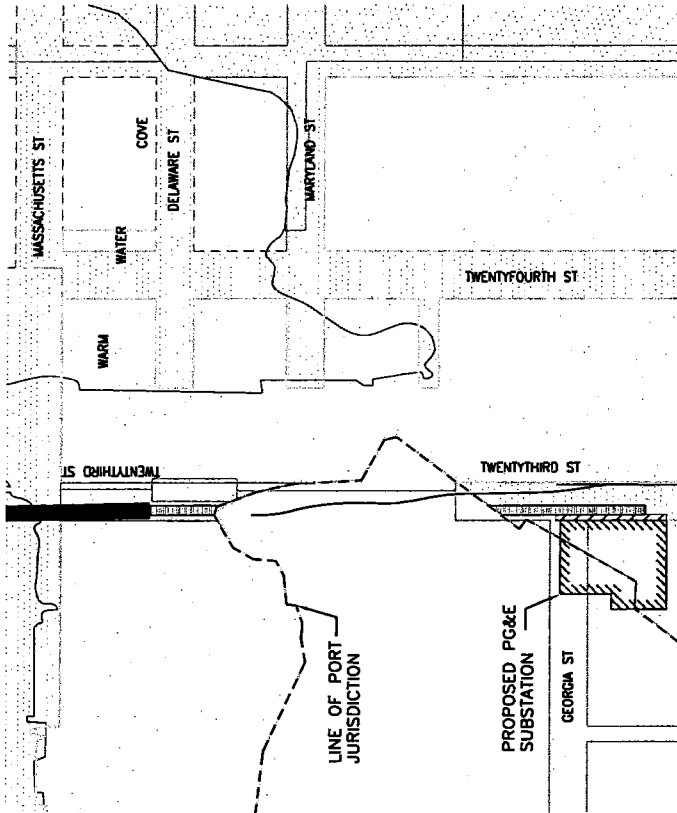 MASSACHUSETTS ST
COVE
DELAWARE ST
WATER
MARYLAND ST
TWENTYFOURTH ST
WARM
TWENTYTHIRD ST
TWENTYTHIRD ST
LINE OF PORT
JURISDICTION
PROPOSED PG&E
SUBSTATION
GEORGIA ST